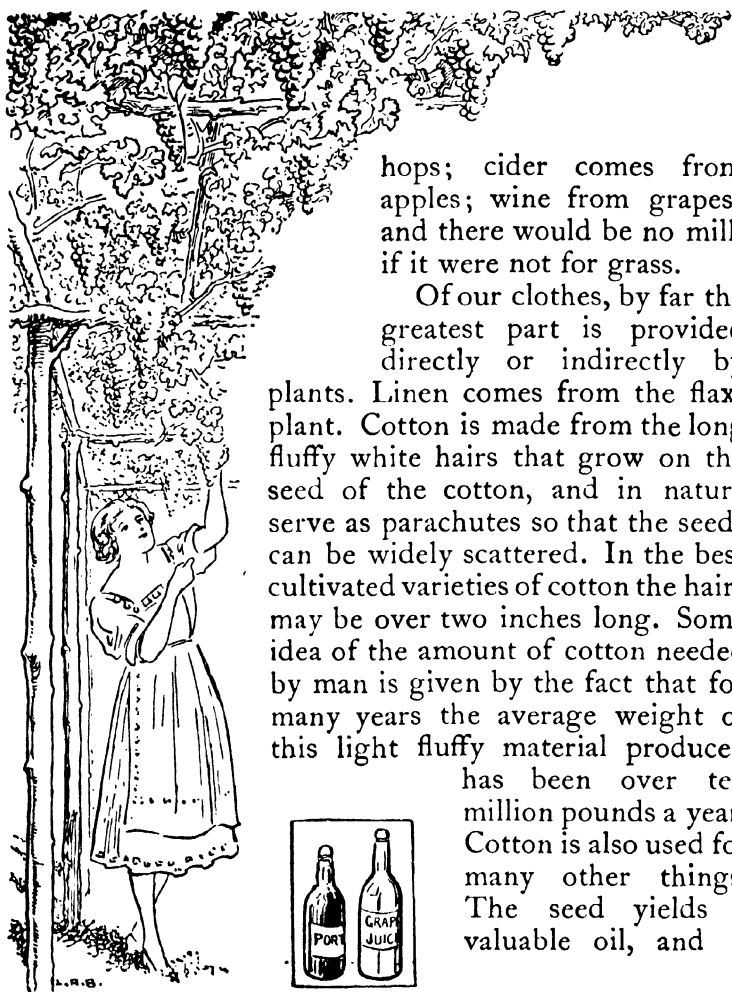 hops; cider comes from
apples; wine from grapes
and there would be no mil
if it were not for grass.
Of our clothes, by far th
greatest part is provide
directly or indirectly by
plants. Linen comes from the flax
plant. Cotton is made from the long
fluffy white hairs that grow on th
seed of the cotton, and in natur
serve as parachutes so that the seed
can be widely scattered. In the bes
cultivated varieties of cotton the hair
may be over two inches long. Som
idea of the amount of cotton neede
by man is given by the fact that fo
many years the average weight o
this light fluffy material produce
has been over te
million pounds a year
Cotton is also used fo
many other things
The seed yields
valuable oil, and
PORT
GRAP
JUIC
L.R.B.